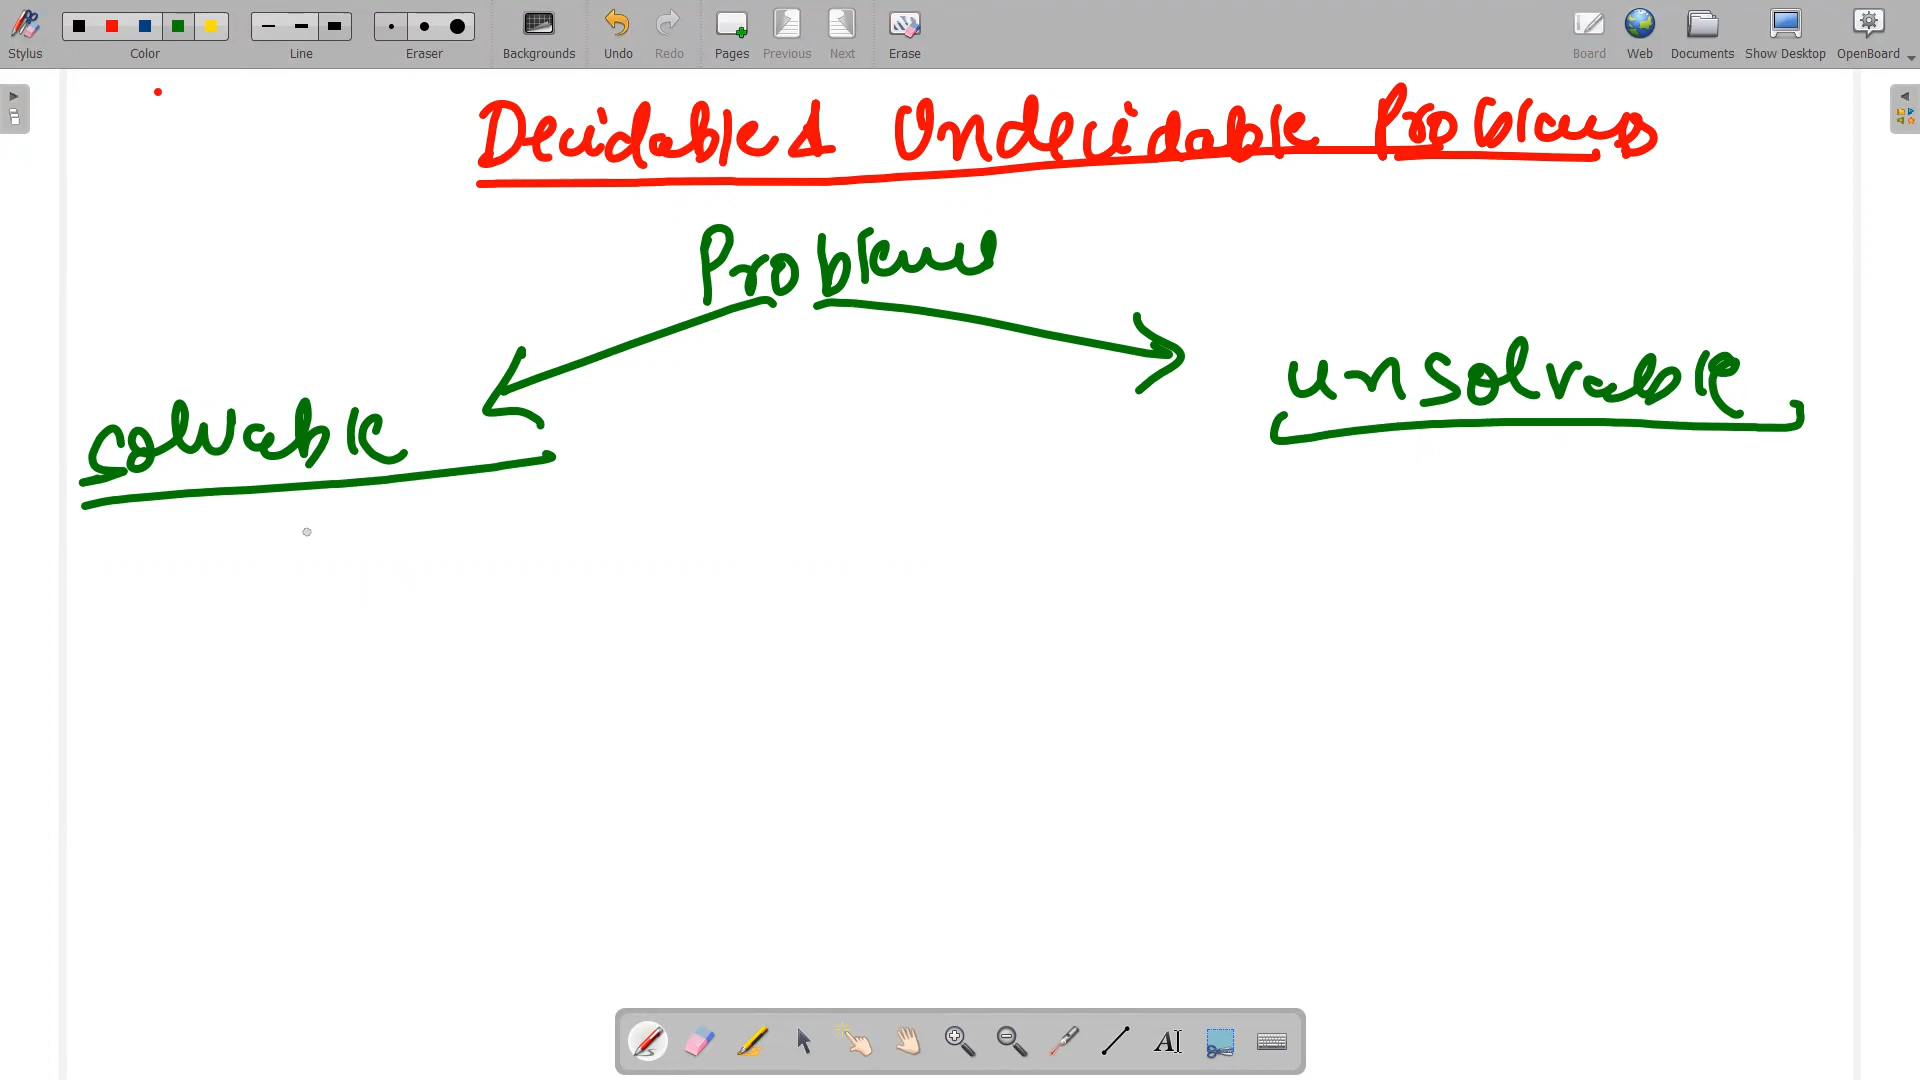 Stylus Color Line Eraser Backgrounds Undo Redo Pages Previous Next Erase Board Web Documents Show Desktop OpenBoard
Decidable & Undecidable Problems
Problems
unsolvable
solvable
AI